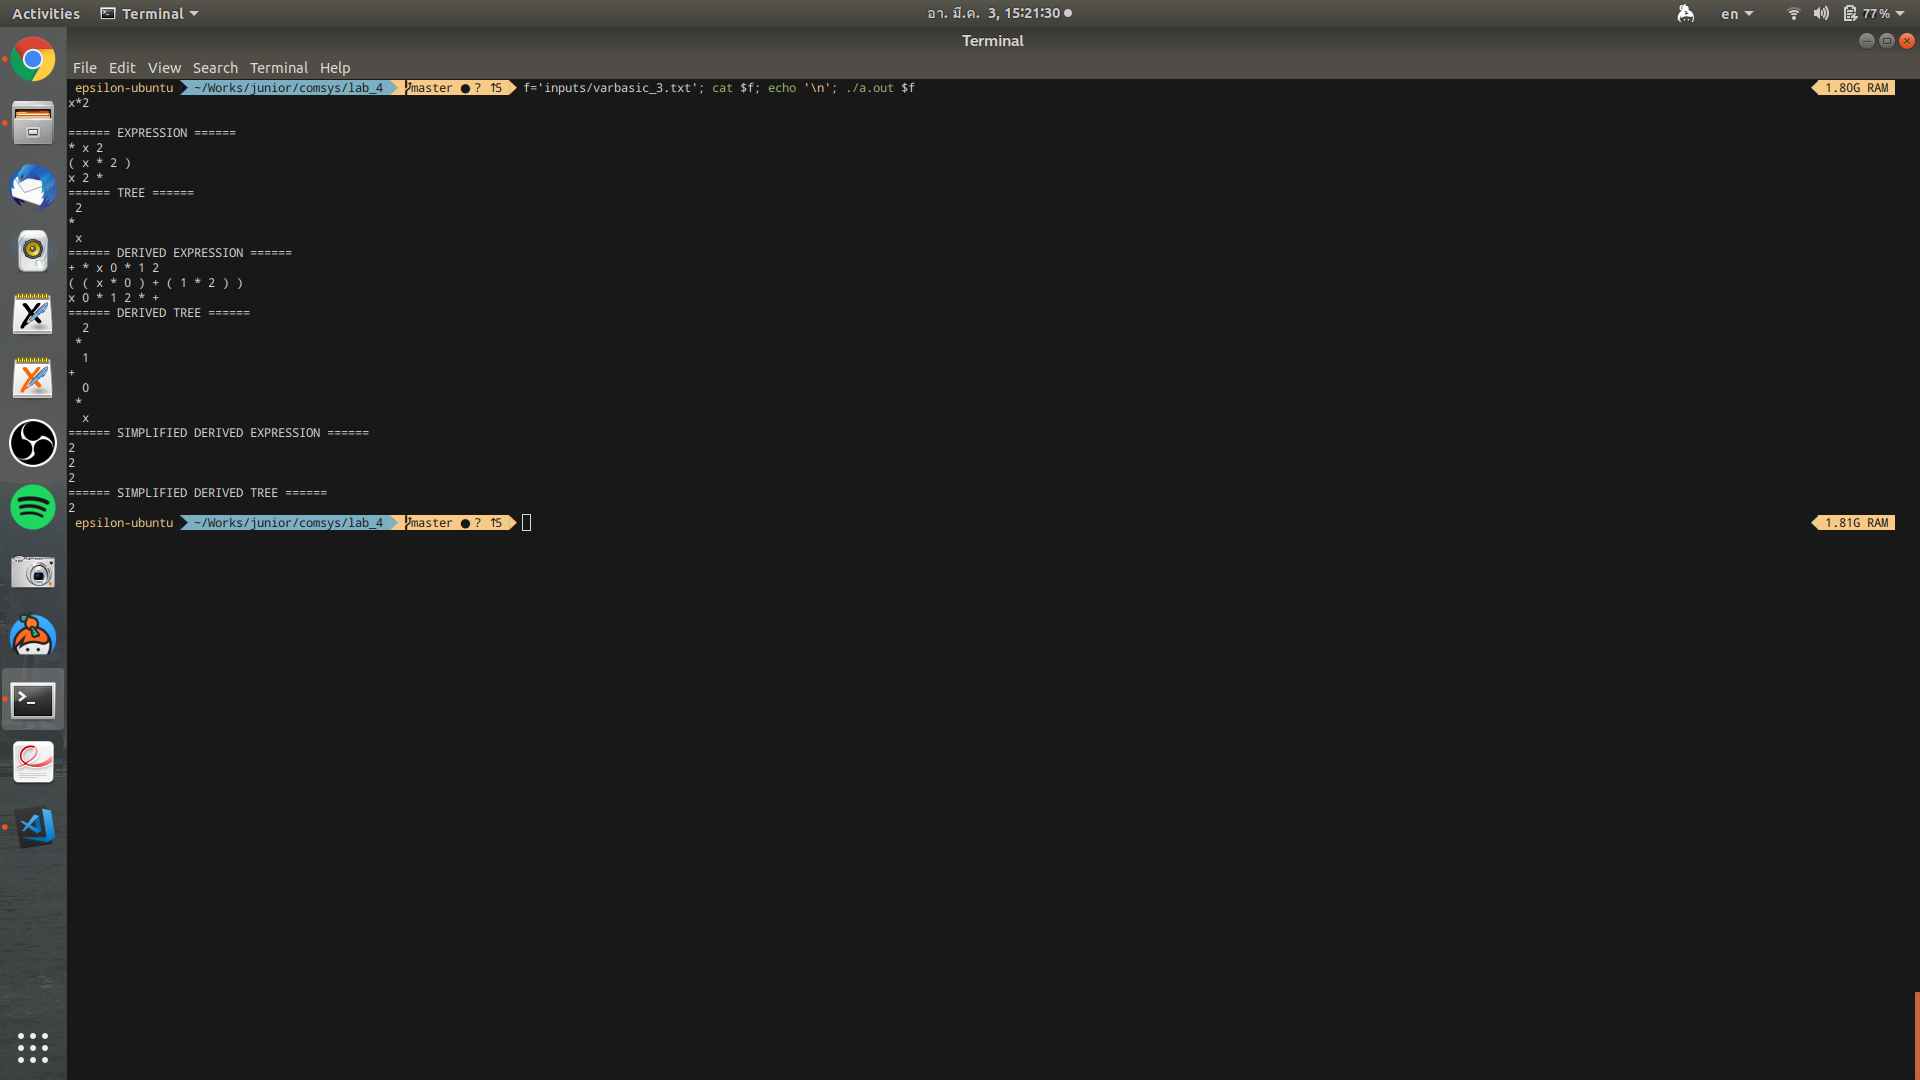 Activities Terminal อา. มี.ค. 3, 15:21:30 en 77 %
Terminal
File Edit View Search Terminal Help
epsilon-ubuntu ~/Works/junior/comsys/lab_4 master ● ? ↑5 f='inputs/varbasic_3.txt'; cat $f; echo '\n'; ./a.out $f 1.80G RAM
x*2
====== EXPRESSION ======
* x 2
( x * 2 )
x 2 *
====== TREE ======
2
*
x
====== DERIVED EXPRESSION ======
+ * x 0 * 1 2
( ( x * 0 ) + ( 1 * 2 ) )
x 0 * 1 2 * +
====== DERIVED TREE ======
2
*
1
+
0
*
x
====== SIMPLIFIED DERIVED EXPRESSION ======
2
2
2
====== SIMPLIFIED DERIVED TREE ======
2
epsilon-ubuntu ~/Works/junior/comsys/lab_4 master ● ? ↑5 1.81G RAM